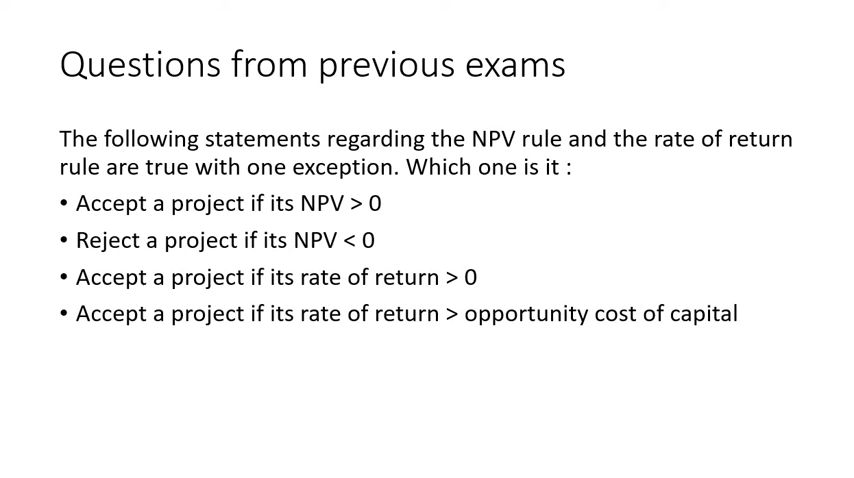 Questions from previous exams
The following statements regarding the NPV rule and the rate of return
rule are true with one exception. Which one is it :
• Accept a project if its NPV > 0
• Reject a project if its NPV < 0
• Accept a project if its rate of return > 0
• Accept a project if its rate of return > opportunity cost of capital